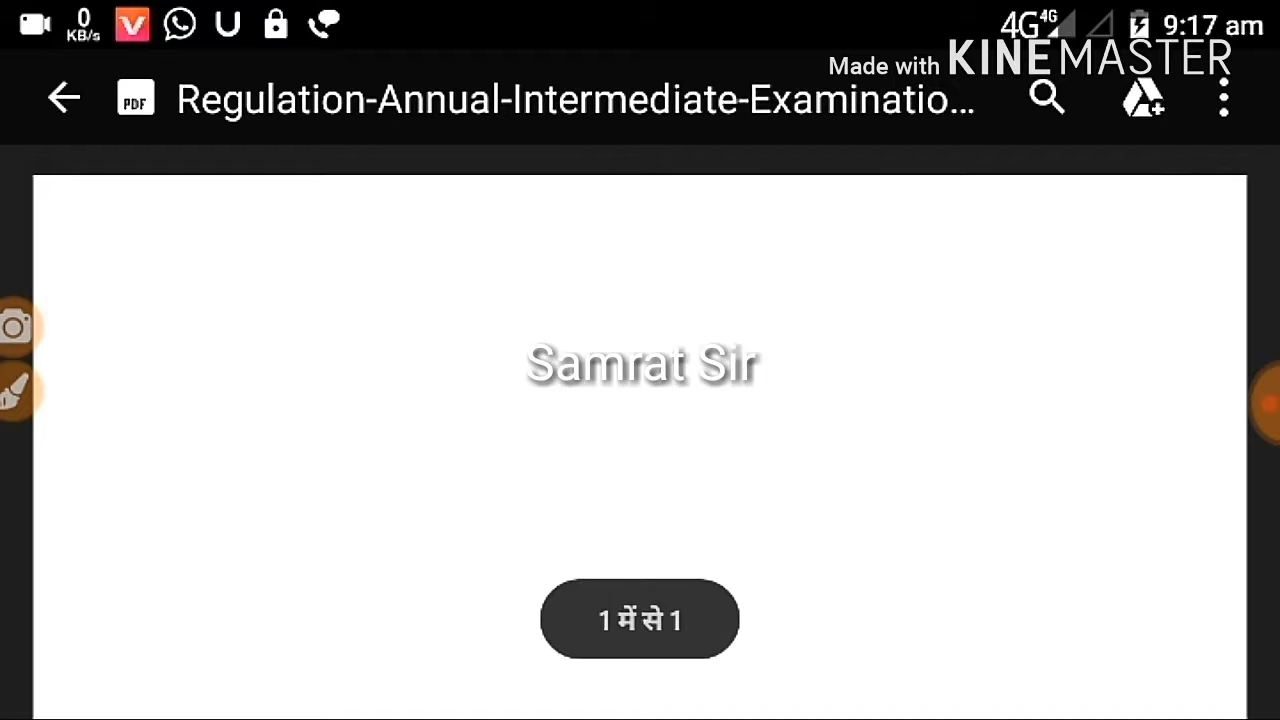 0
KB/s
4G 4G
9:17 am
Made with KINEMASTER
PDF
Regulation-Annual-Intermediate-Examinatio...
Samrat Sir
1 में से 1